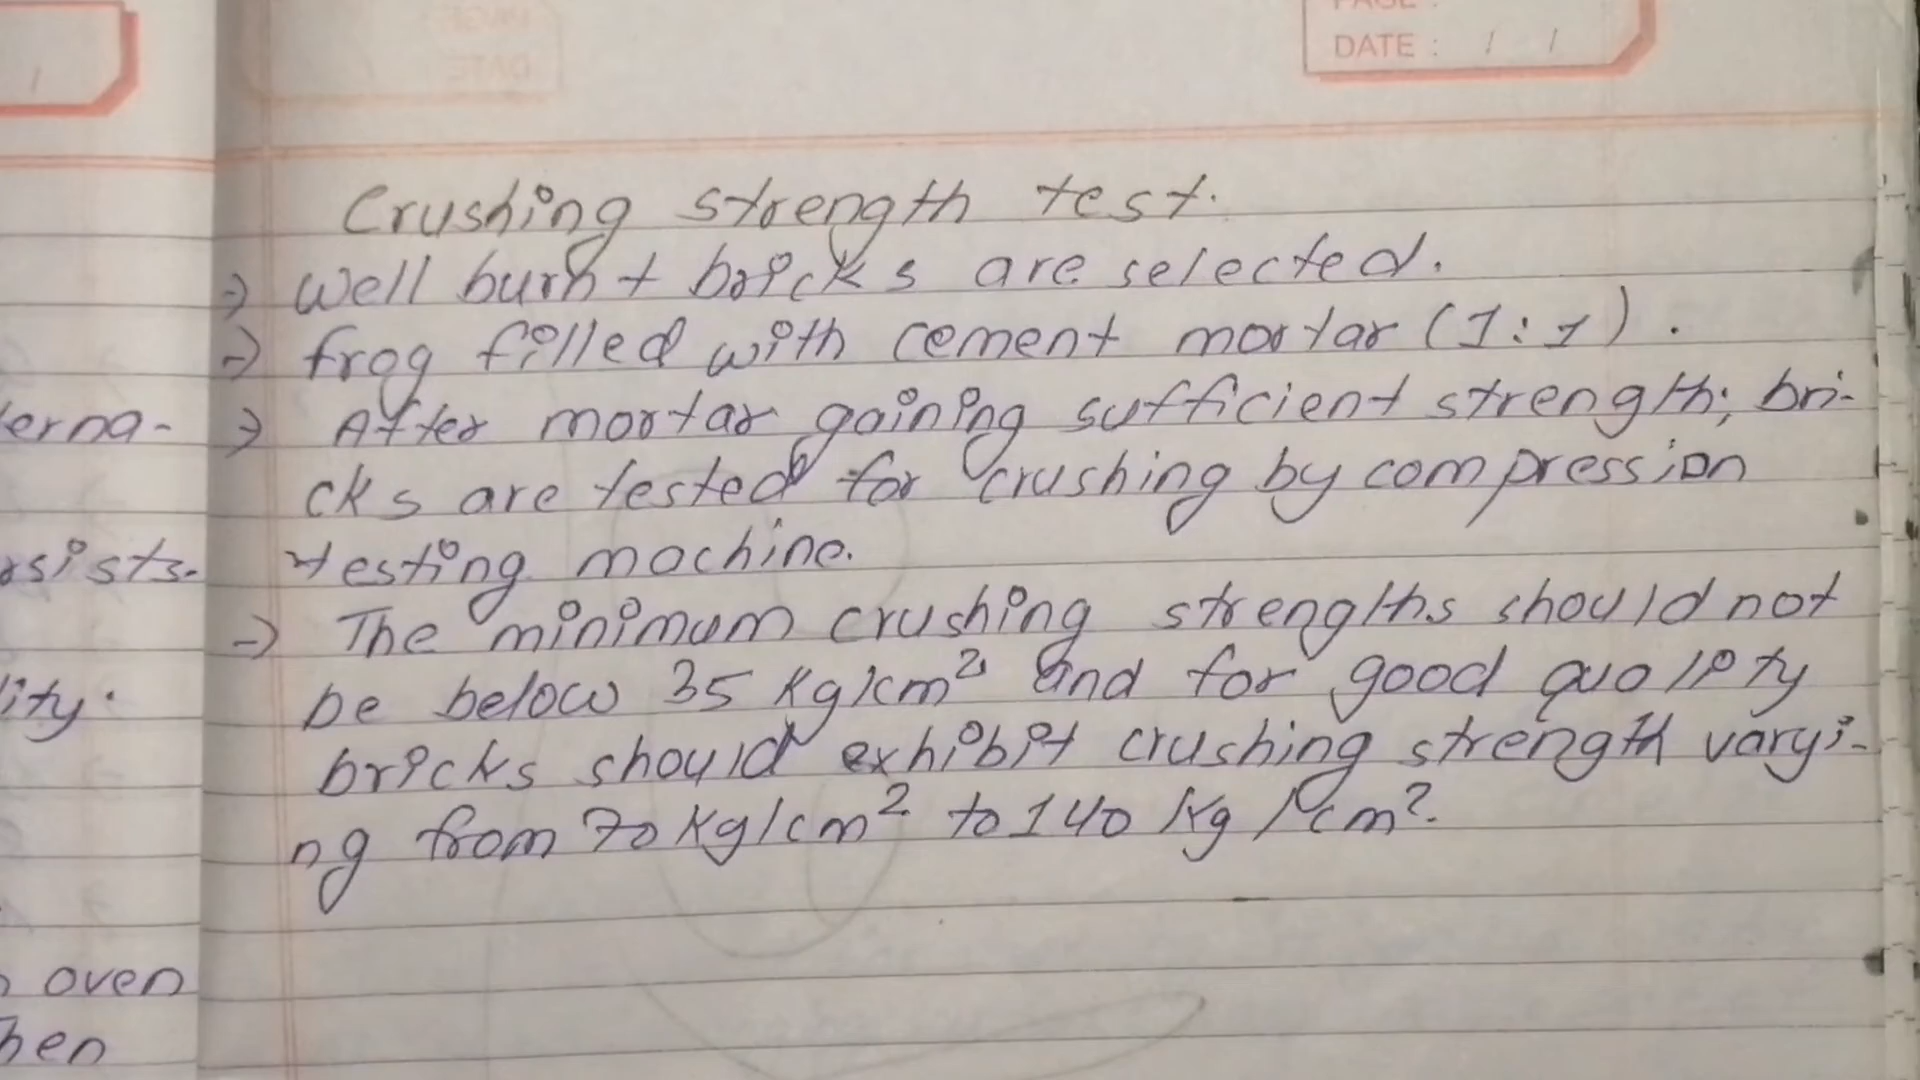 PAGE :
DATE : / /
Crushing strength test.
→ Well burnt bricks are selected.
→ frog filled with cement mortar (1:1).
→ After mortar gaining sufficient strength; bri-
cks are tested for crushing by compression
testing machine.
→ The minimum crushing strengths should not
be below 35 Kg/cm² and for good quality
bricks should exhibit crushing strength varyi-
ng from 70 Kg/cm² to 140 Kg/cm².
erna-
sists.
lity.
oven
hen